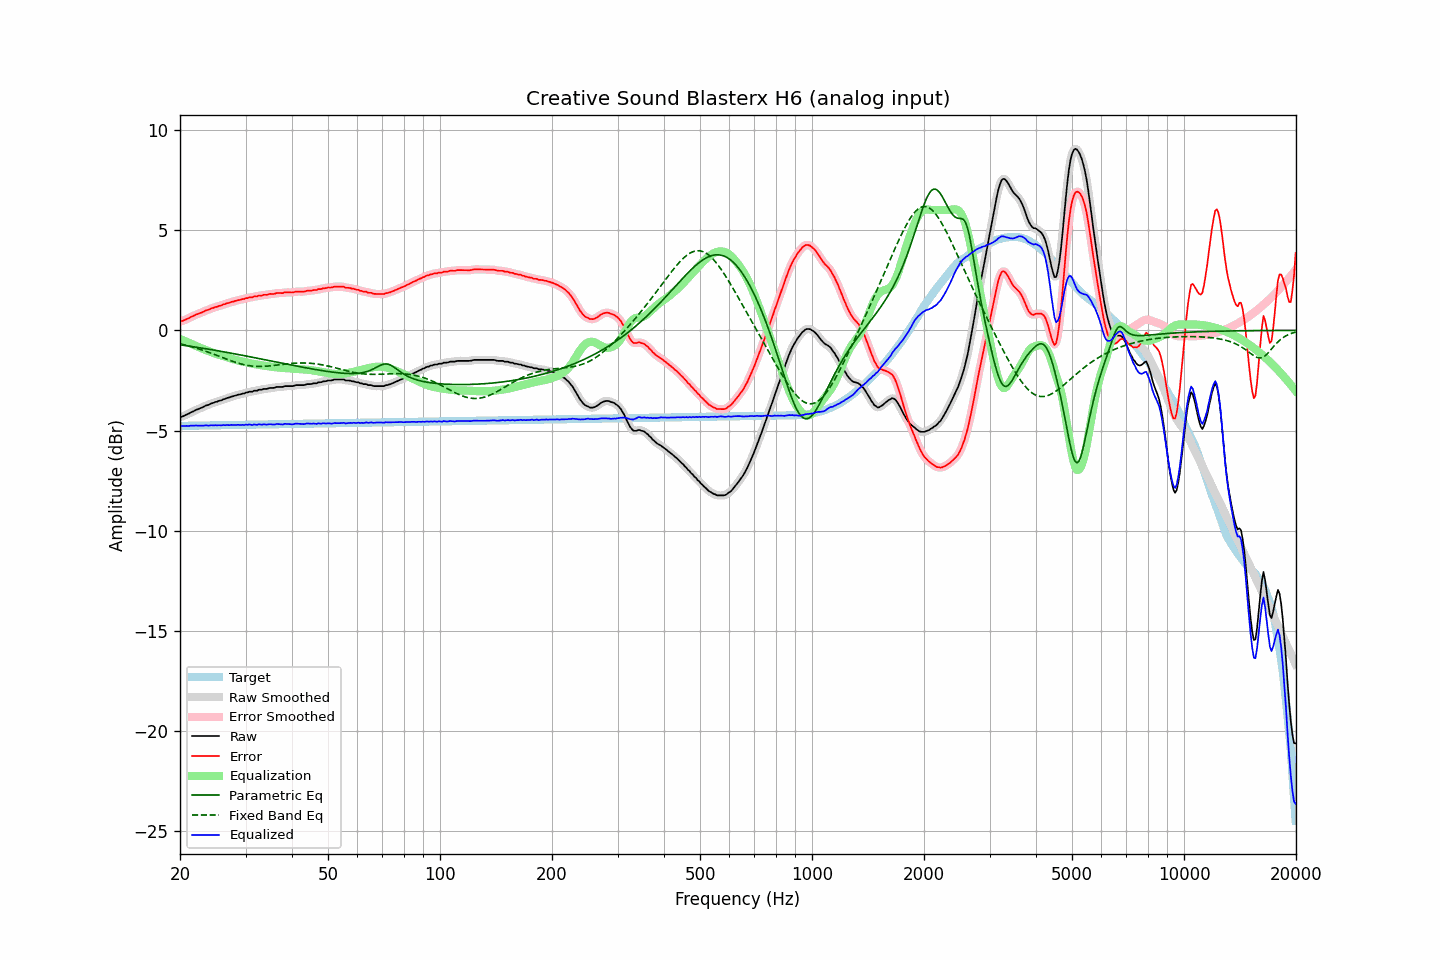 Creative Sound Blasterx H6 (analog input)
10
5
0
−5
−10
−15
−20
−25
Amplitude (dBr)
Target
Raw Smoothed
Error Smoothed
Raw
Error
Equalization
Parametric Eq
Fixed Band Eq
Equalized
20 50 100 200 500 1000 2000 5000 10000 20000
Frequency (Hz)